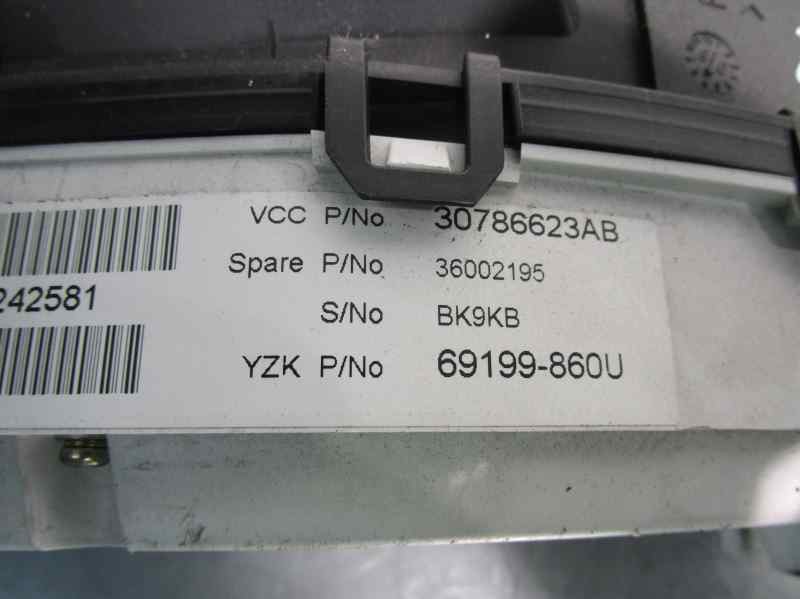 VCC P/No 30786623AB
Spare P/No 36002195
242581
S/No BK9KB
YZK P/No 69199-860U